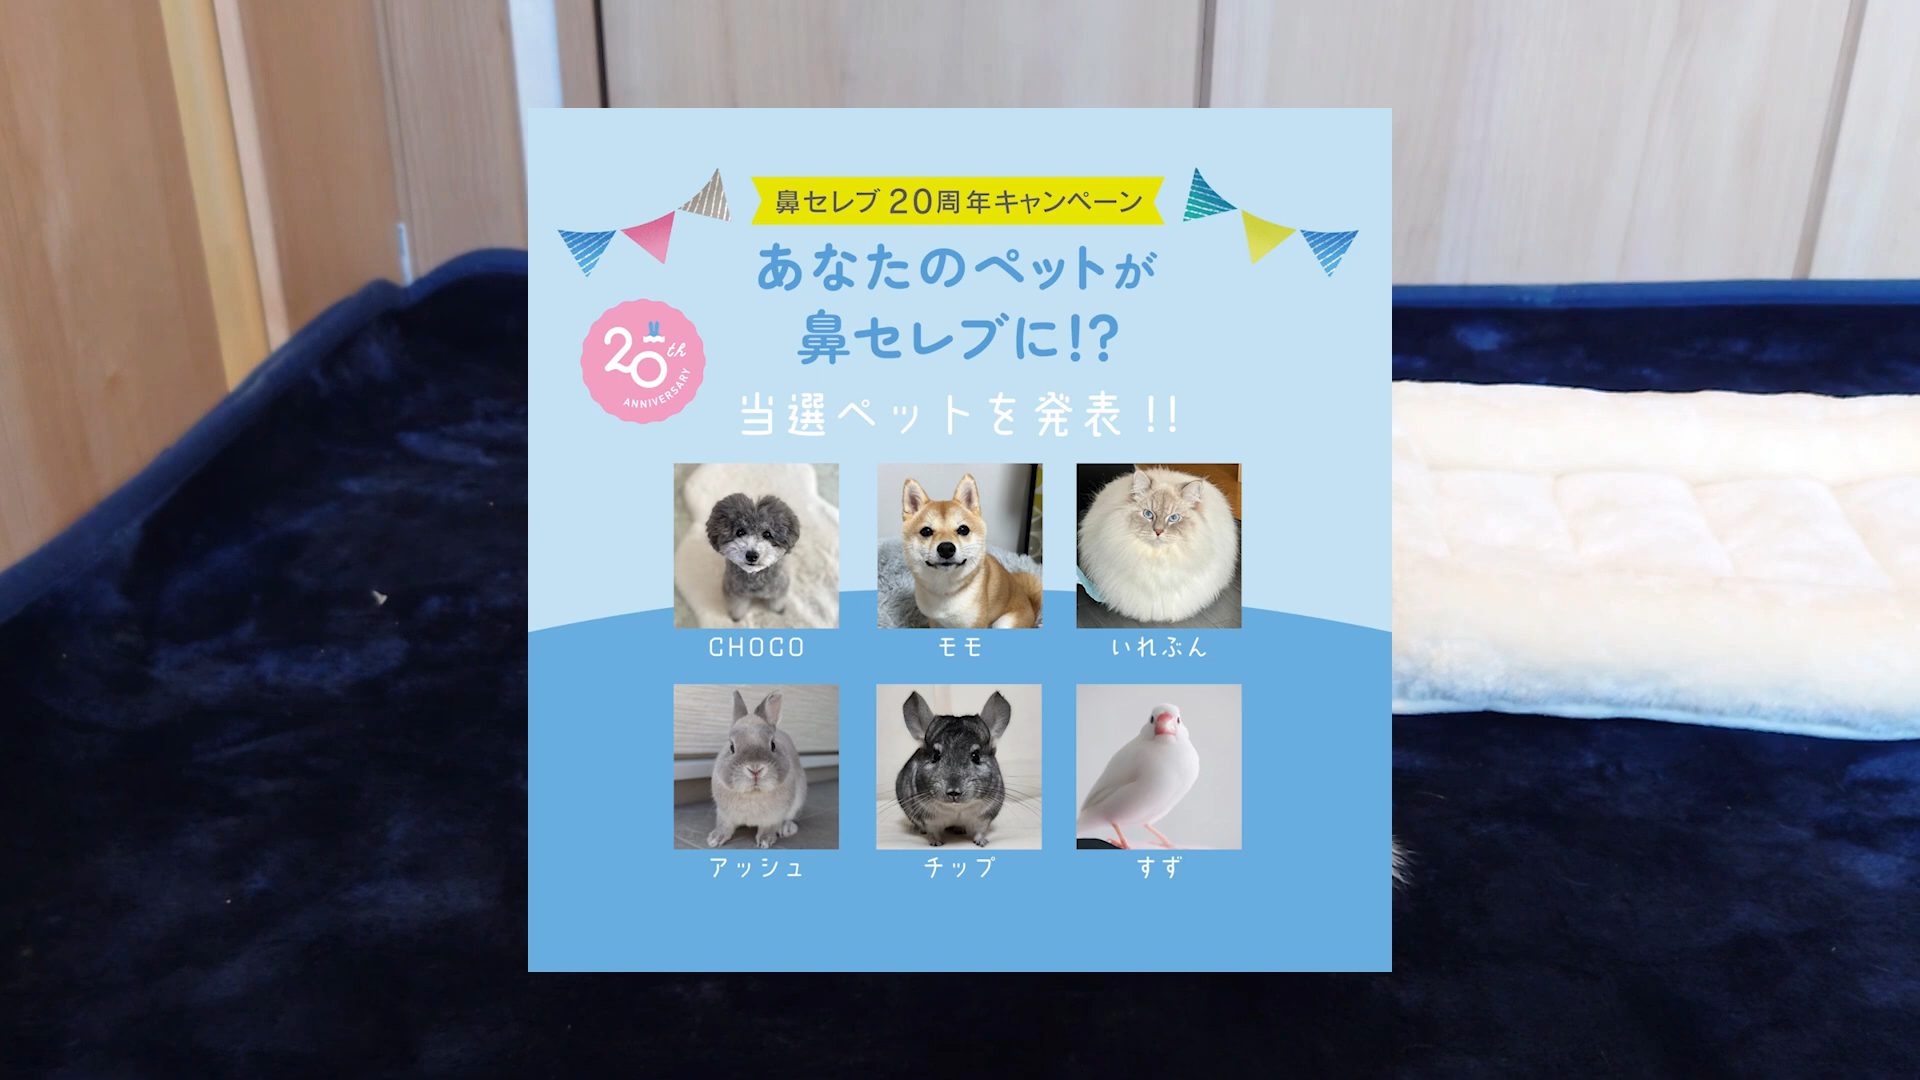 鼻セレブ 20周年キャンペーン
あなたのペットが
鼻セレブに!?
20th
ANNIVERSARY
当選ペットを発表!!
CHOCO
モモ
いれぶん
アッシュ
チップ
すず